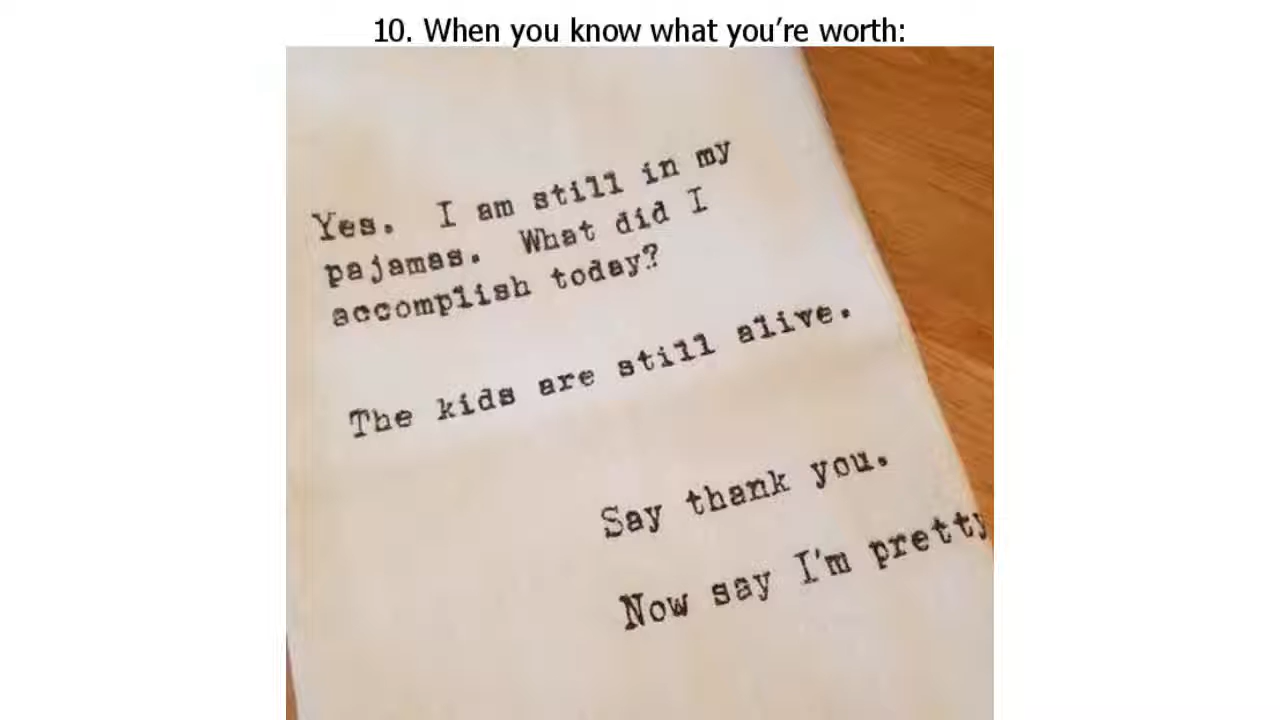 10. When you know what you’re worth:
Yes. I am still in my
pajamas. What did I
accomplish today?
The kids are still alive.
Say thank you.
Now say I'm pretty